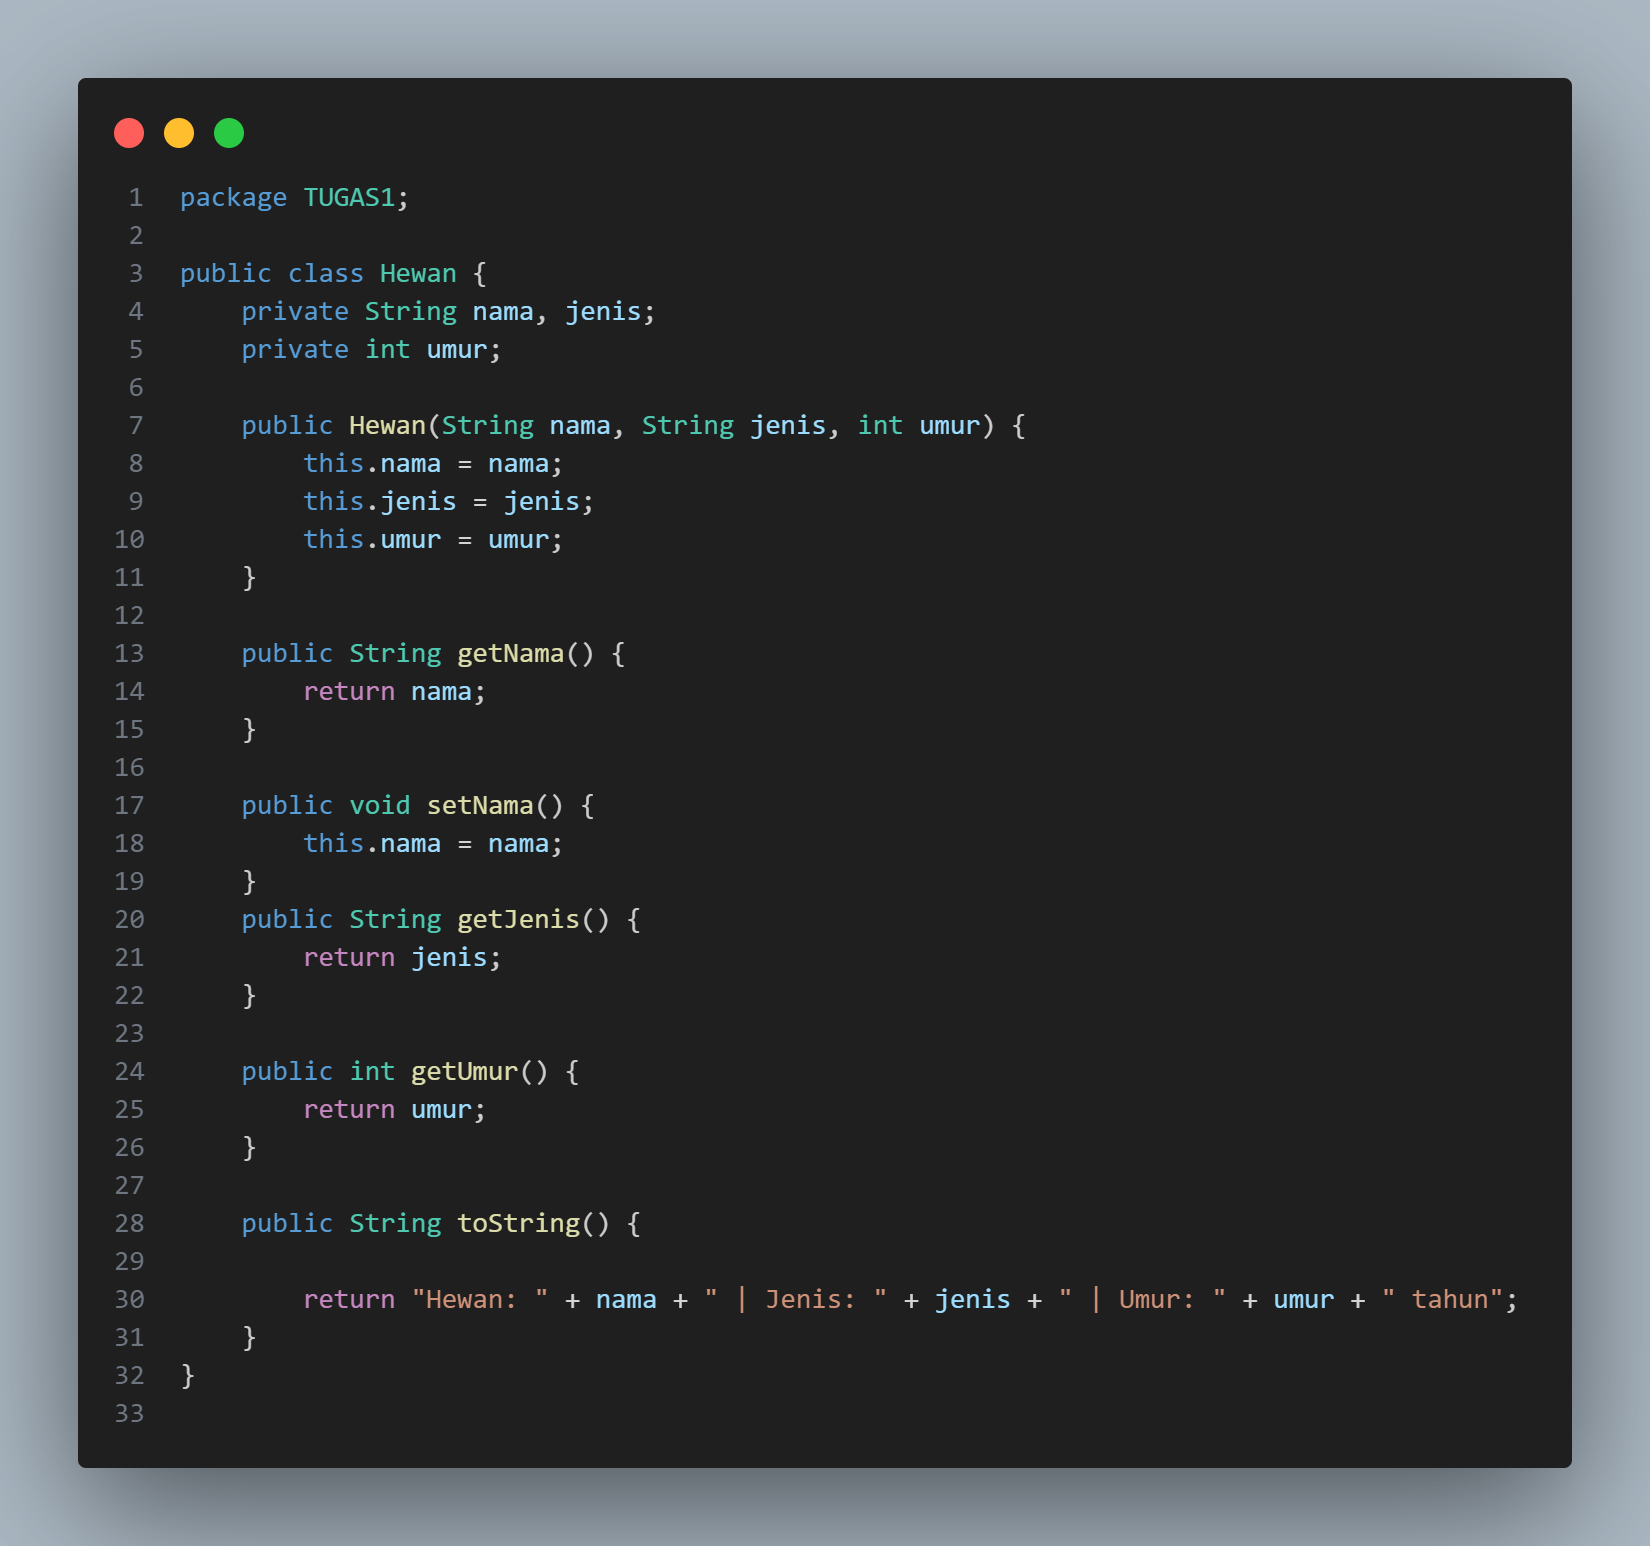 1 package TUGAS1;
2
3 public class Hewan {
4     private String nama, jenis;
5     private int umur;
6
7     public Hewan(String nama, String jenis, int umur) {
8         this.nama = nama;
9         this.jenis = jenis;
10         this.umur = umur;
11     }
12
13     public String getNama() {
14         return nama;
15     }
16
17     public void setNama() {
18         this.nama = nama;
19     }
20     public String getJenis() {
21         return jenis;
22     }
23
24     public int getUmur() {
25         return umur;
26     }
27
28     public String toString() {
29
30         return "Hewan: " + nama + " | Jenis: " + jenis + " | Umur: " + umur + " tahun";
31     }
32 }
33